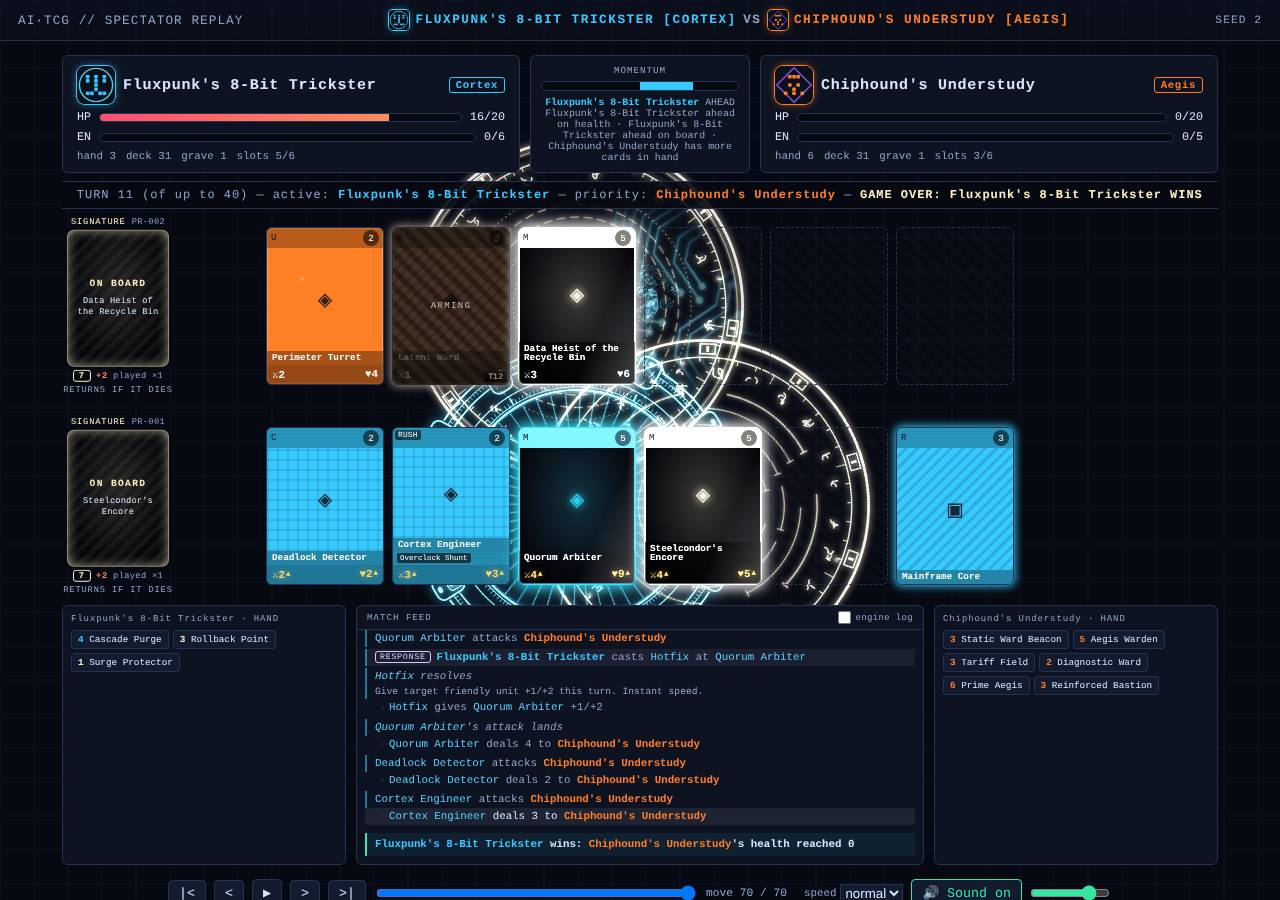 AI·TCG // SPECTATOR REPLAY
FLUXPUNK'S 8-BIT TRICKSTER [CORTEX] VS CHIPHOUND'S UNDERSTUDY [AEGIS]
SEED 2
Fluxpunk's 8-Bit Trickster
Cortex
HP 16/20
EN 0/6
hand 3 deck 31 grave 1 slots 5/6
MOMENTUM
Fluxpunk's 8-Bit Trickster AHEAD
Fluxpunk's 8-Bit Trickster ahead
on health · Fluxpunk's 8-Bit
Trickster ahead on board ·
Chiphound's Understudy has more
cards in hand
Chiphound's Understudy
Aegis
HP 0/20
EN 0/5
hand 6 deck 31 grave 1 slots 3/6
TURN 11 (of up to 40) — active: Fluxpunk's 8-Bit Trickster — priority: Chiphound's Understudy — GAME OVER: Fluxpunk's 8-Bit Trickster WINS
SIGNATURE PR-002
ON BOARD
Data Heist of
the Recycle Bin
7 +2 played ×1
RETURNS IF IT DIES
U 2
Perimeter Turret
⚔2 ♥4
3
ARMING
Latent Ward
⚔1 T12
M 5
Data Heist of the
Recycle Bin
⚔3 ♥6
SIGNATURE PR-001
ON BOARD
Steelcondor's
Encore
7 +2 played ×1
RETURNS IF IT DIES
C 2
Deadlock Detector
⚔2▲ ♥2▲
RUSH 2
Cortex Engineer
Overclock Shunt
⚔3▲ ♥3▲
M 5
Quorum Arbiter
⚔4▲ ♥9▲
M 5
Steelcondor's
Encore
⚔4▲ ♥5▲
R 3
Mainframe Core
Fluxpunk's 8-Bit Trickster · HAND
4 Cascade Purge 3 Rollback Point
1 Surge Protector
MATCH FEED
engine log
Quorum Arbiter attacks Chiphound's Understudy
RESPONSE Fluxpunk's 8-Bit Trickster casts Hotfix at Quorum Arbiter
Hotfix resolves
Give target friendly unit +1/+2 this turn. Instant speed.
Hotfix gives Quorum Arbiter +1/+2
Quorum Arbiter's attack lands
Quorum Arbiter deals 4 to Chiphound's Understudy
Deadlock Detector attacks Chiphound's Understudy
Deadlock Detector deals 2 to Chiphound's Understudy
Cortex Engineer attacks Chiphound's Understudy
Cortex Engineer deals 3 to Chiphound's Understudy
Fluxpunk's 8-Bit Trickster wins: Chiphound's Understudy's health reached 0
Chiphound's Understudy · HAND
3 Static Ward Beacon 5 Aegis Warden
3 Tariff Field 2 Diagnostic Ward
6 Prime Aegis 3 Reinforced Bastion
|< < ▶ > >| move 70 / 70 speed normal 🔊 Sound on